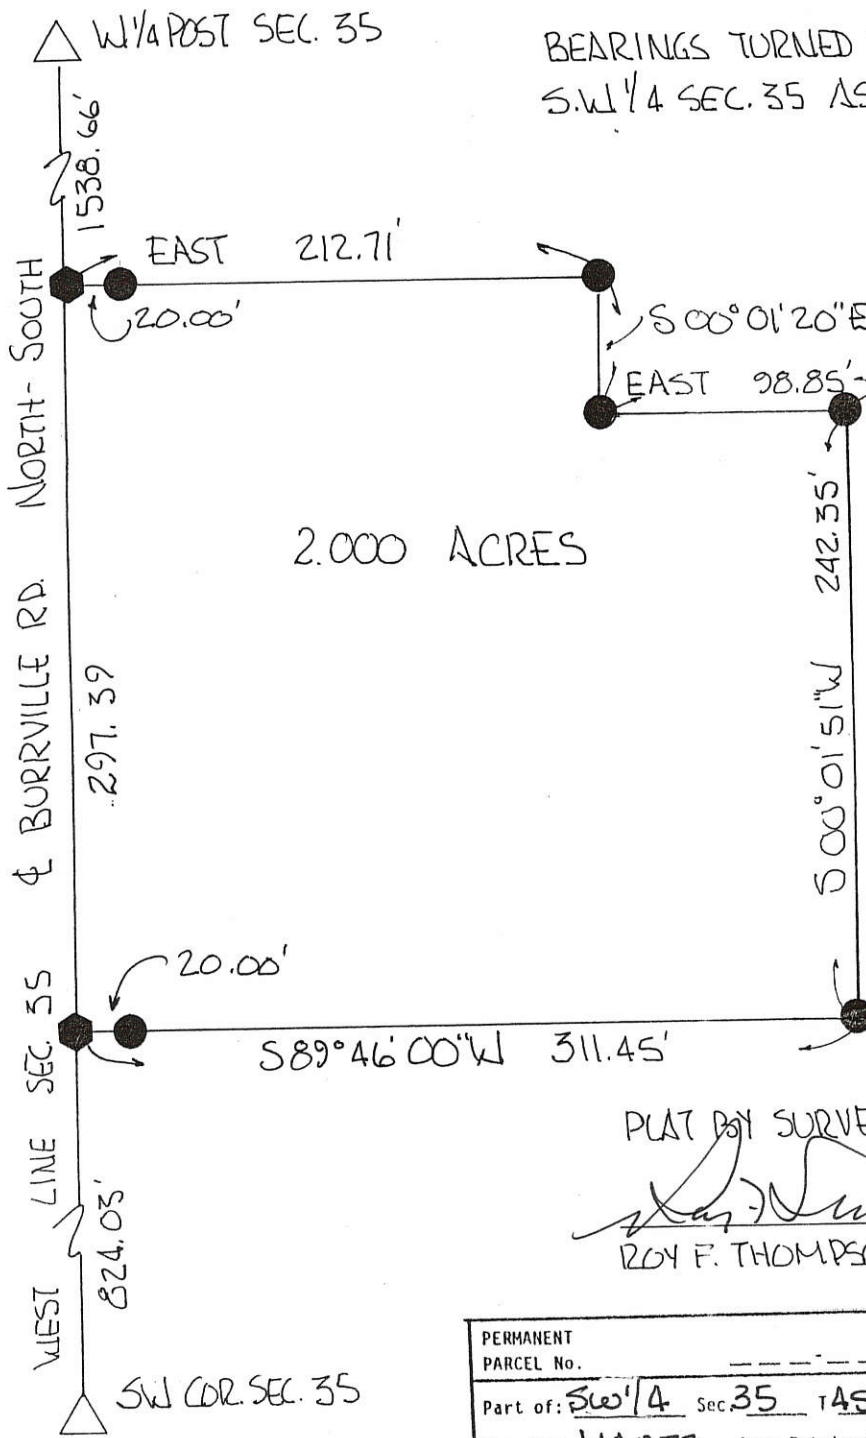 W 1/4 POST SEC. 35
BEARINGS TURNED
S.W 1/4 SEC. 35 AS
1538.66'
EAST 212.71'
20.00'
S 00° 01' 20" E
EAST 98.85'
2.000 ACRES
242.35'
S 00° 01' 51" W
297.39
WEST LINE SEC. 35 ℄ BURRVILLE RD. NORTH-SOUTH
20.00'
S 89° 46' 00" W 311.45'
824.03'
SW COR. SEC. 35
PLAT BY SURVE
ROY F. THOMPSO
PERMANENT
PARCEL No.
Part of: SW 1/4 Sec. 35 T4S